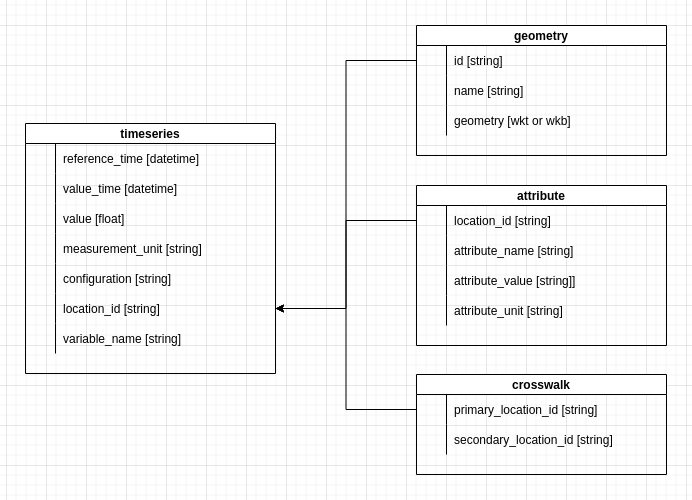 timeseries
reference_time [datetime]
value_time [datetime]
value [float]
measurement_unit [string]
configuration [string]
location_id [string]
variable_name [string]
geometry
id [string]
name [string]
geometry [wkt or wkb]
attribute
location_id [string]
attribute_name [string]
attribute_value [string]]
attribute_unit [string]
crosswalk
primary_location_id [string]
secondary_location_id [string]